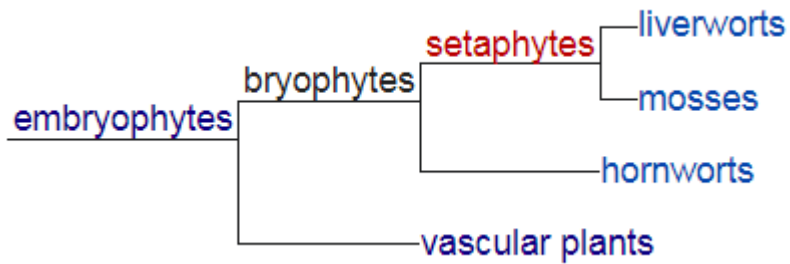 liverworts
setaphytes
bryophytes
mosses
embryophytes
hornworts
vascular plants